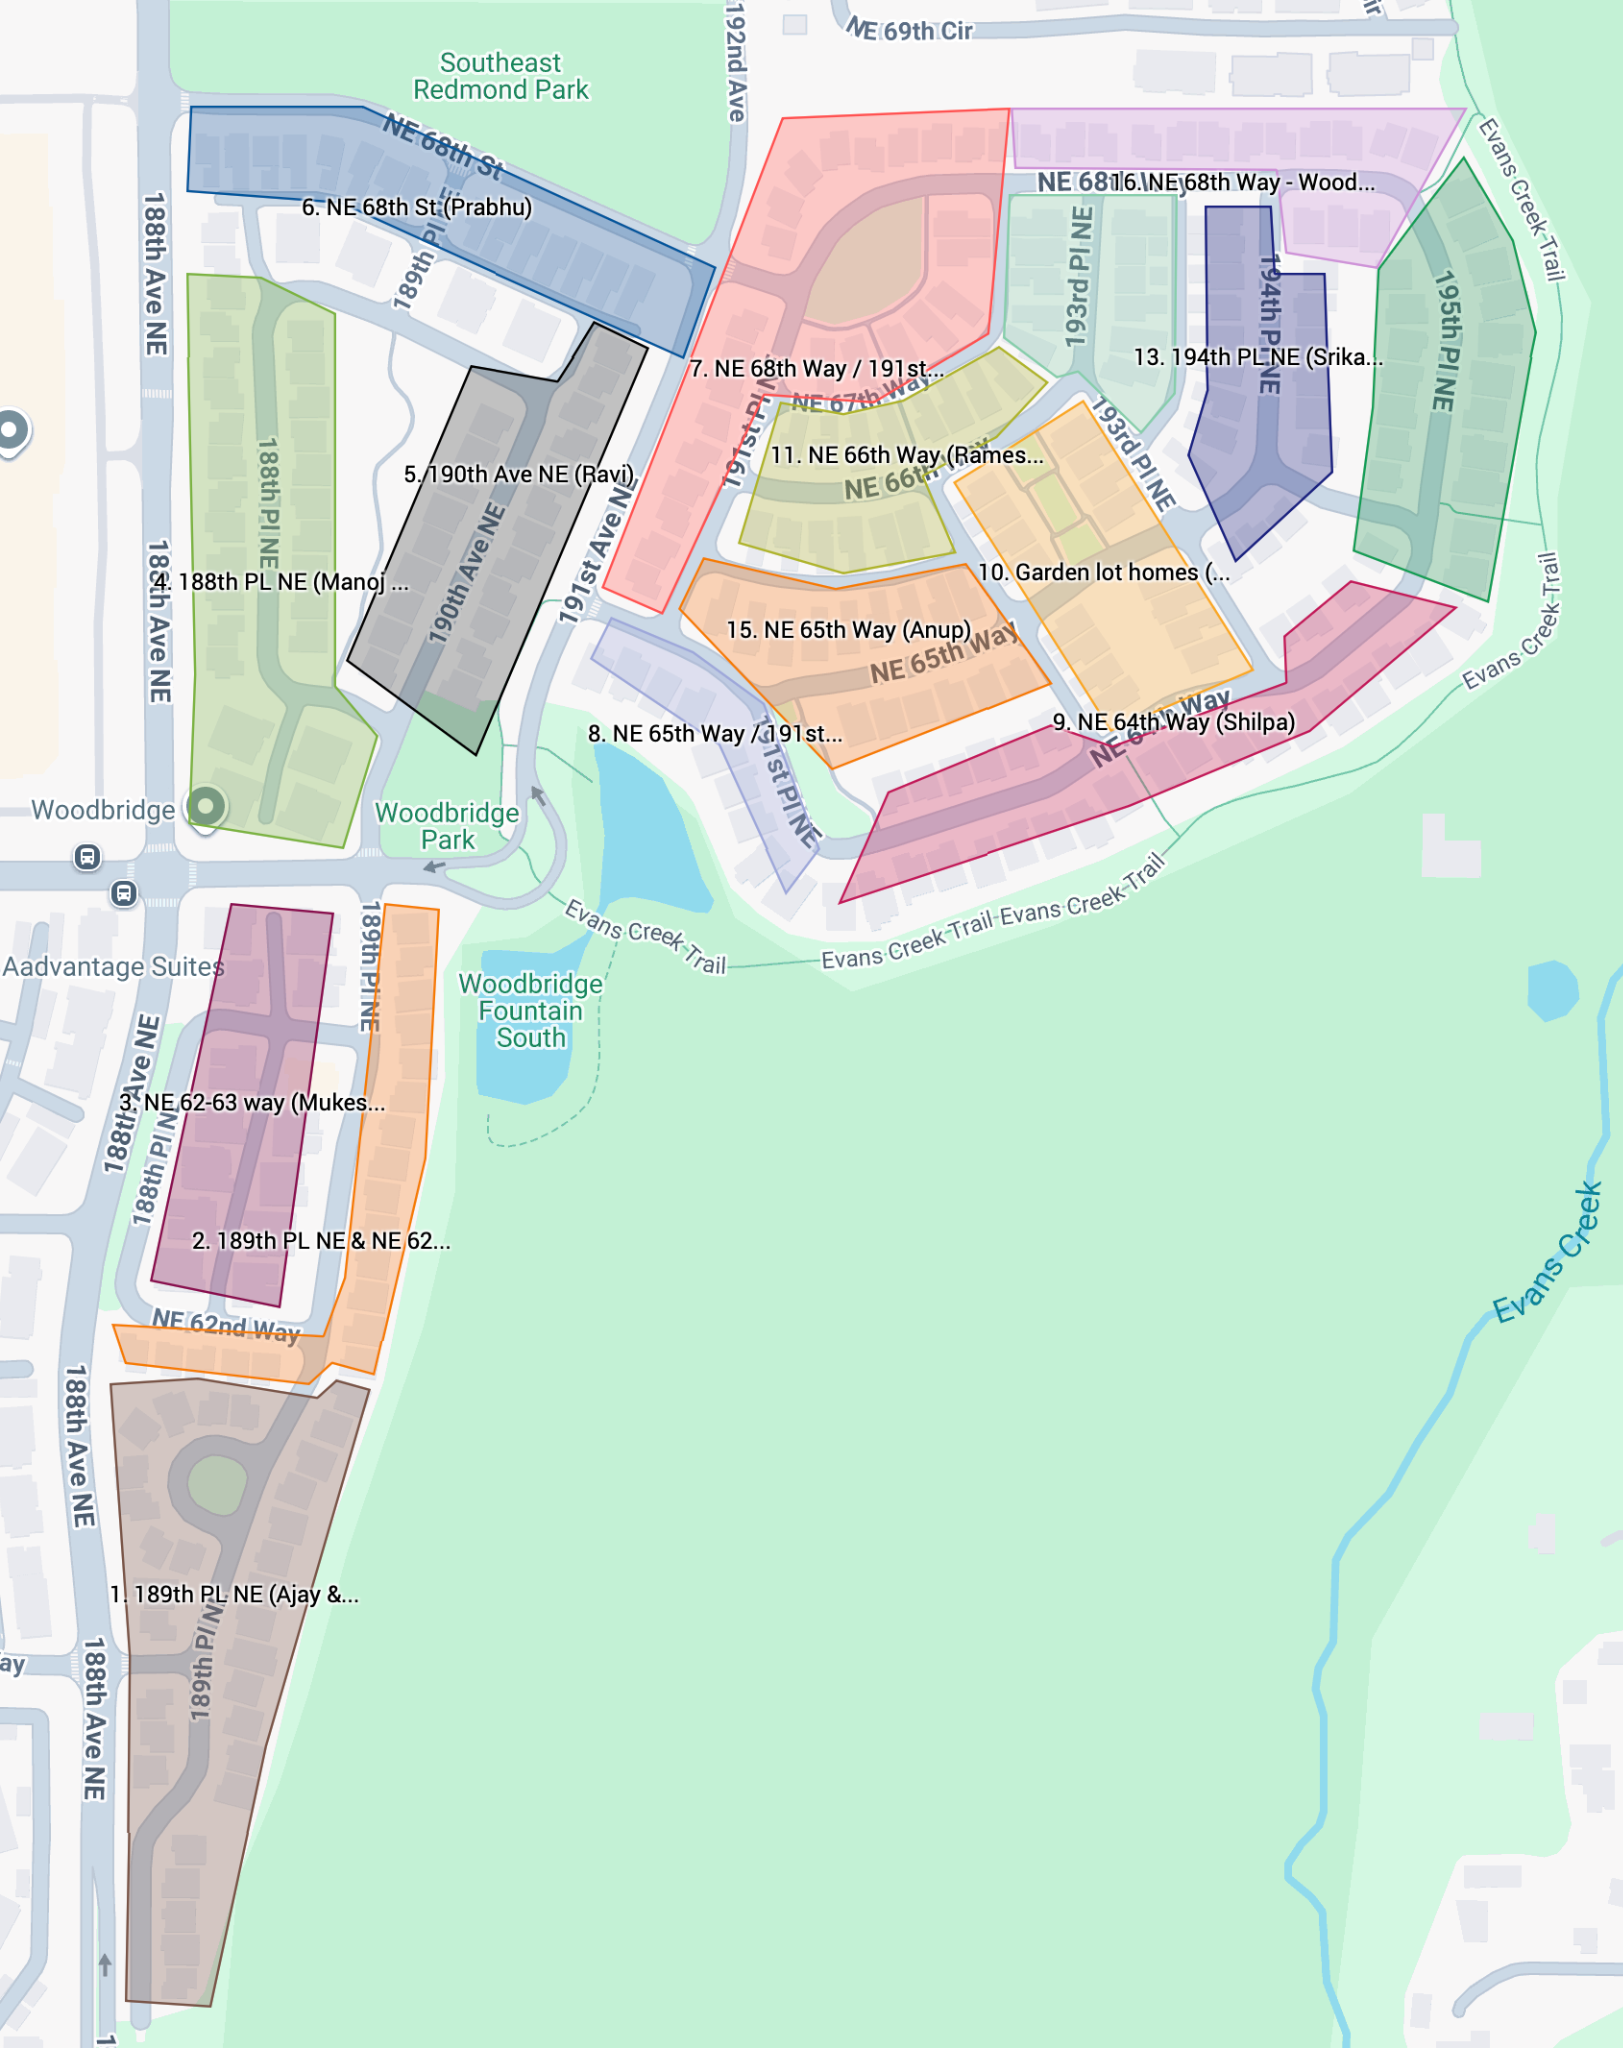 192nd Ave
NE 69th Cir
Southeast
Redmond Park
NE 68th St
Evans Creek Trail
188th Ave NE
6. NE 68th St (Prabhu)
189th Pl NE
16. NE 68th Way - Wood...
193rd Pl NE
194th Pl NE
195th Pl NE
7. NE 68th Way / 191st...
13. 194th PL NE (Srika...
NE 67th Way
193rd Pl NE
188th Pl NE
5. 190th Ave NE (Ravi)
11. NE 66th Way (Rames...
NE 66th Way
190th Ave NE
191st Ave NE
4. 188th PL NE (Manoj ...
188th Ave NE
10. Garden lot homes (...
Evans Creek Trail
15. NE 65th Way (Anup)
NE 65th Way
8. NE 65th Way / 191st...
191st Pl NE
9. NE 64th Way (Shilpa)
Woodbridge
Woodbridge
Park
Evans Creek Trail
Evans Creek Trail
Evans Creek Trail
189th Pl NE
Aadvantage Suites
Woodbridge
Fountain
South
188th Ave NE
3. NE 62-63 way (Mukes...
188th Pl NE
2. 189th PL NE & NE 62...
Evans Creek
NE 62nd Way
188th Ave NE
1. 189th PL NE (Ajay &...
189th Pl NE
188th Ave NE